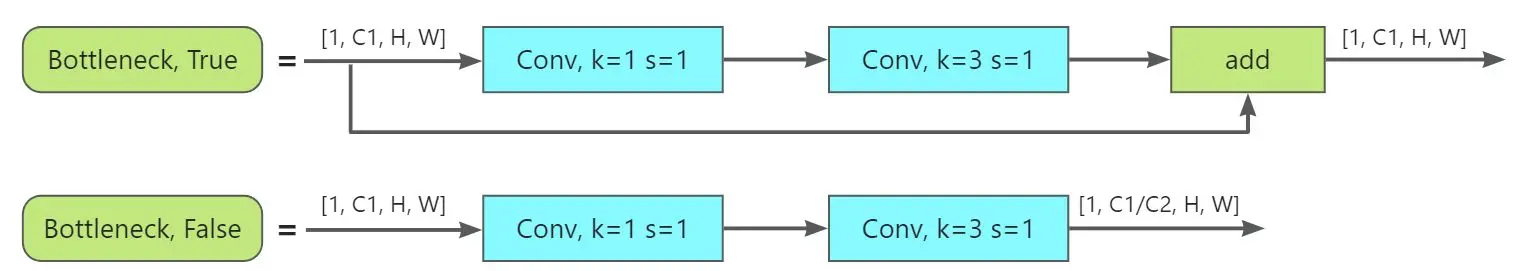 Bottleneck, True = [1, C1, H, W] Conv, k=1 s=1 Conv, k=3 s=1 add [1, C1, H, W]
Bottleneck, False = [1, C1, H, W] Conv, k=1 s=1 Conv, k=3 s=1 [1, C1/C2, H, W]